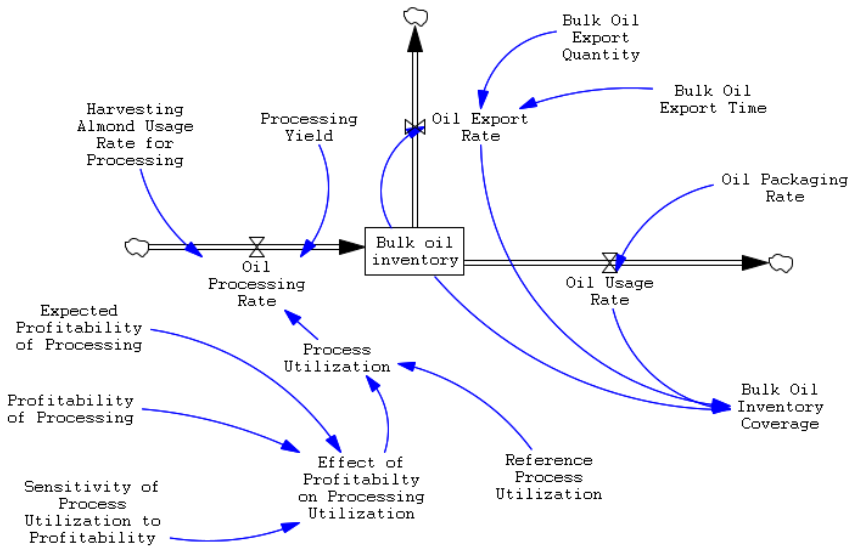 Bulk Oil
Export
Quantity
Bulk Oil
Export Time
Harvesting
Almond Usage
Rate for
Processing
Processing
Yield
Oil Export
Rate
Oil Packaging
Rate
Bulk oil
inventory
Oil
Processing
Rate
Oil Usage
Rate
Expected
Profitability
of Processing
Process
Utilization
Profitability
of Processing
Bulk Oil
Inventory
Coverage
Effect of
Profitabilty
on Processing
Utilization
Reference
Process
Utilization
Sensitivity of
Process
Utilization to
Profitability